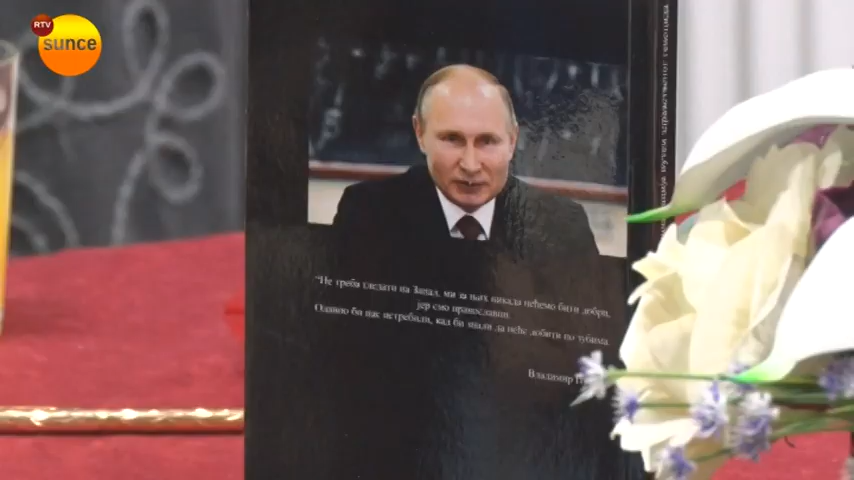 RTV
sunce
“Не треба гледати на Запад, ми за њих никада нећемо бити добри,
јер смо православци.
Одавно би нас истребили, кад би знали да неће добити по зубима.
Владимир